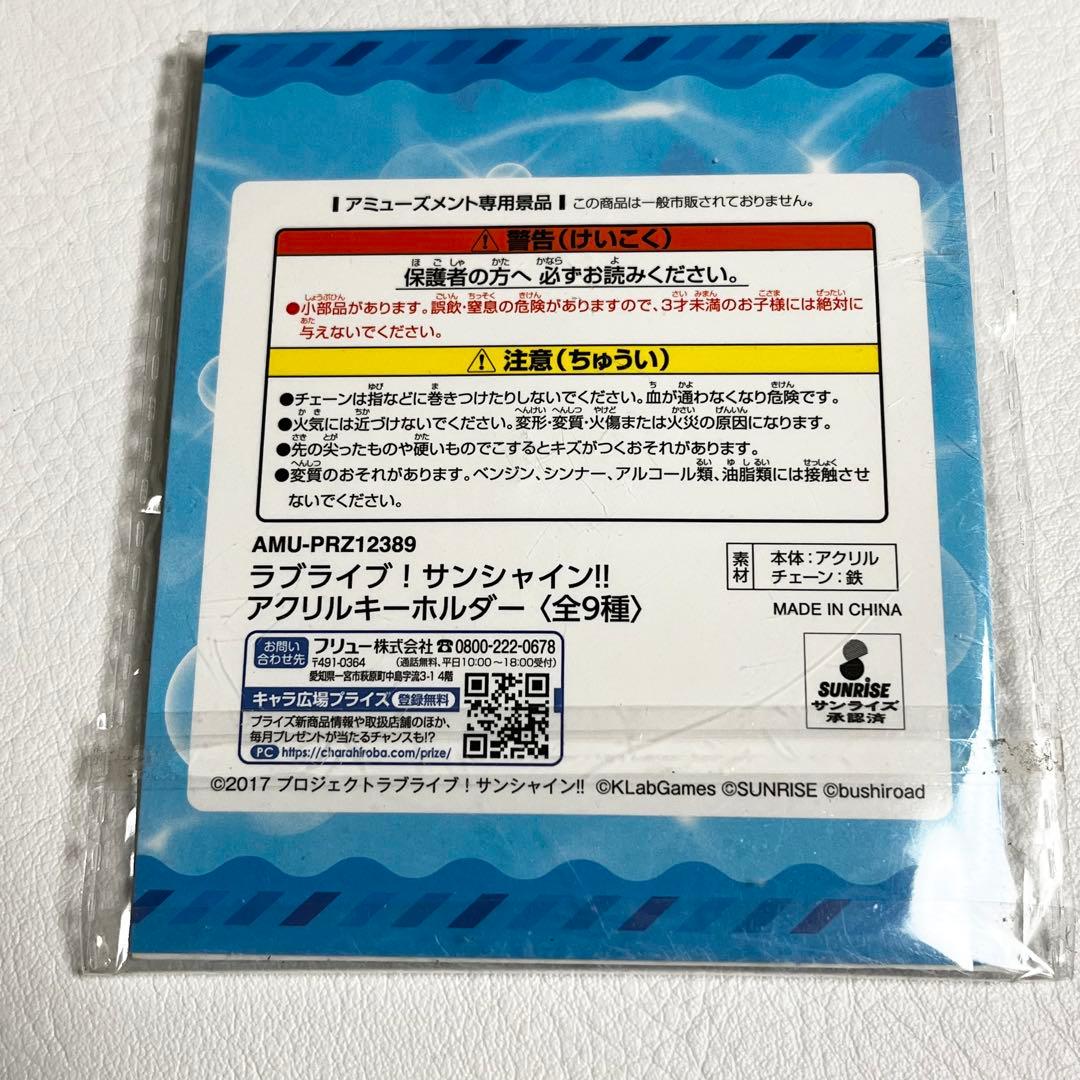 アミューズメント専用景品 この商品は一般市販されておりません。
警告(けいこく)
保護者の方へ 必ずお読みください。
●小部品があります。誤飲・窒息の危険がありますので、3才未満のお子様には絶対に
与えないでください。
注意(ちゅうい)
●チェーンは指などに巻きつけたりしないでください。血が通わなくなり危険です。
●火気には近づけないでください。変形・変質・火傷または火災の原因になります。
●先の尖ったものや硬いものでこするとキズがつくおそれがあります。
●変質のおそれがあります。ベンジン、シンナー、アルコール類、油脂類には接触させ
ないでください。
AMU-PRZ12389
ラブライブ!サンシャイン!!
アクリルキーホルダー〈全9種〉
素材
本体:アクリル
チェーン:鉄
MADE IN CHINA
お問い合わせ先
フリュー株式会社 ☎0800-222-0678
〒491-0364 (通話無料、平日10:00~18:00受付)
愛知県一宮市萩原町中島字流3-1 4階
キャラ広場プライズ 登録無料
プライズ新商品情報や取扱店舗のほか、
毎月プレゼントが当たるチャンスも!?
PC https://charahiroba.com/prize/
SUNRISE
サンライズ
承認済
©2017 プロジェクトラブライブ!サンシャイン!! ©KLabGames ©SUNRISE ©bushiroad